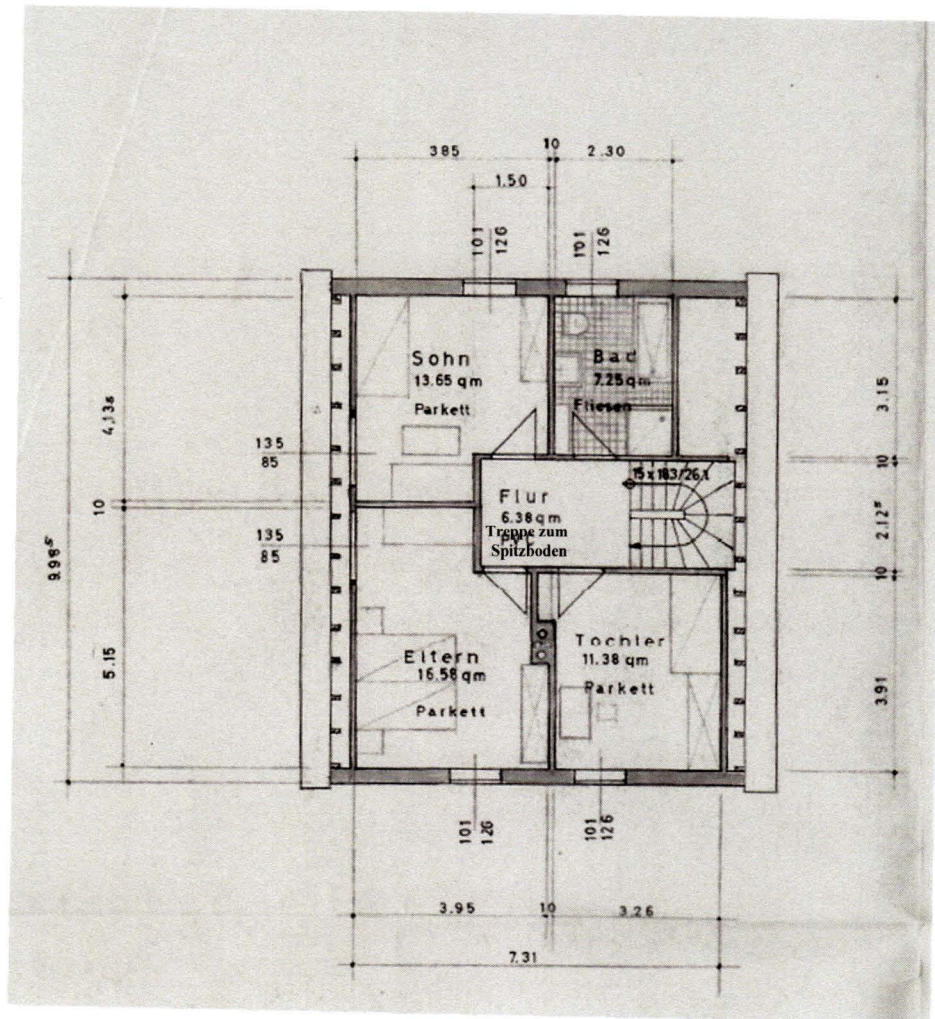 385
10
2.30
1.50
101
126
101
126
Sohn
13.65 qm
Parkett
Bad
7.25 qm
Fliesen
4,13⁵
3.15
135
85
10
10
15 x 183/26.1
Flur
6.38 qm
Treppe zum
Spitzboden
135
85
9.98⁵
2.12⁵
10
5.15
Eltern
16.58 qm
Parkett
Tochter
11.38 qm
Parkett
3.91
101
126
101
126
3.95
10
3.26
7.31